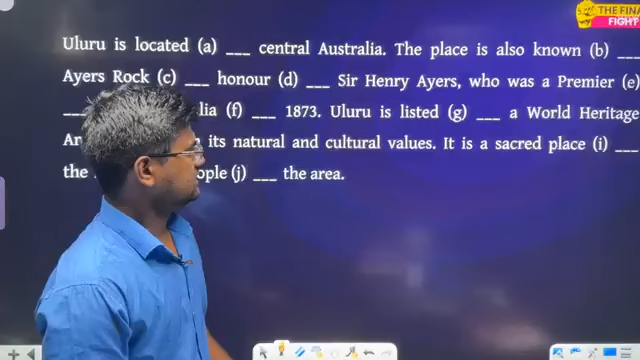 THE FINA
FIGHT
Uluru is located (a) ___ central Australia. The place is also known (b) ___
Ayers Rock (c) ___ honour (d) ___ Sir Henry Ayers, who was a Premier (e)
___ lia (f) ___ 1873. Uluru is listed (g) ___ a World Heritage
its natural and cultural values. It is a sacred place (i) ___
the ople (j) ___ the area.